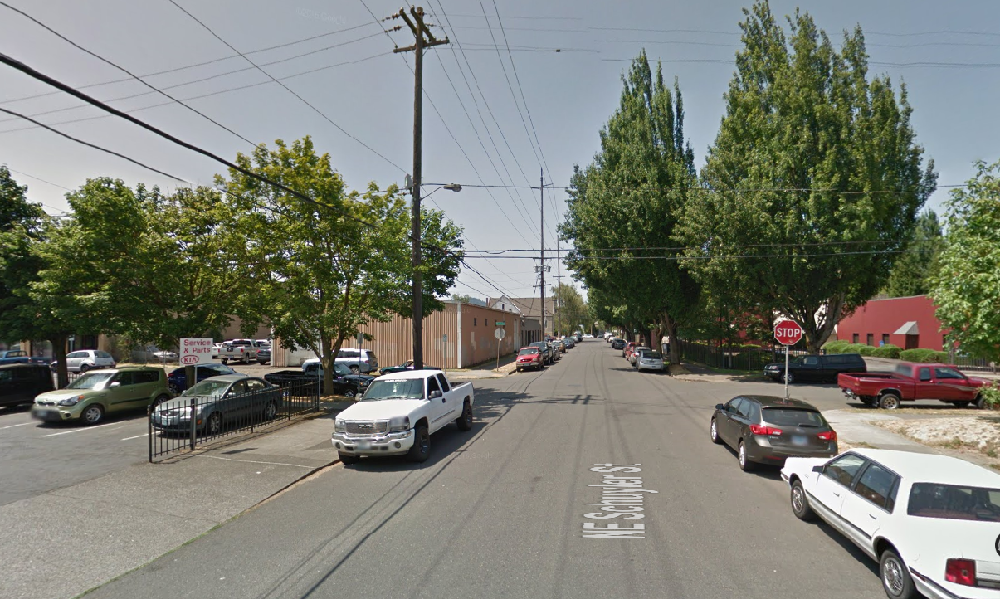 Service
& Parts
KIA
STOP
NE Schuyler St